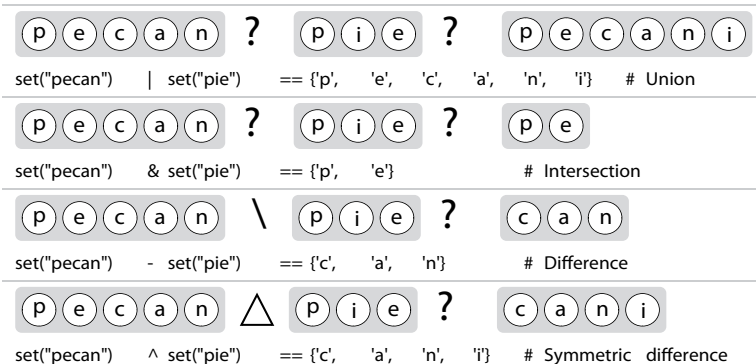 p e c a n ? p i e ? p e c a n i
set("pecan") | set("pie") == {'p', 'e', 'c', 'a', 'n', 'i'} # Union
p e c a n ? p i e ? p e
set("pecan") & set("pie") == {'p', 'e'} # Intersection
p e c a n \ p i e ? c a n
set("pecan") - set("pie") == {'c', 'a', 'n'} # Difference
p e c a n △ p i e ? c a n i
set("pecan") ^ set("pie") == {'c', 'a', 'n', 'i'} # Symmetric difference